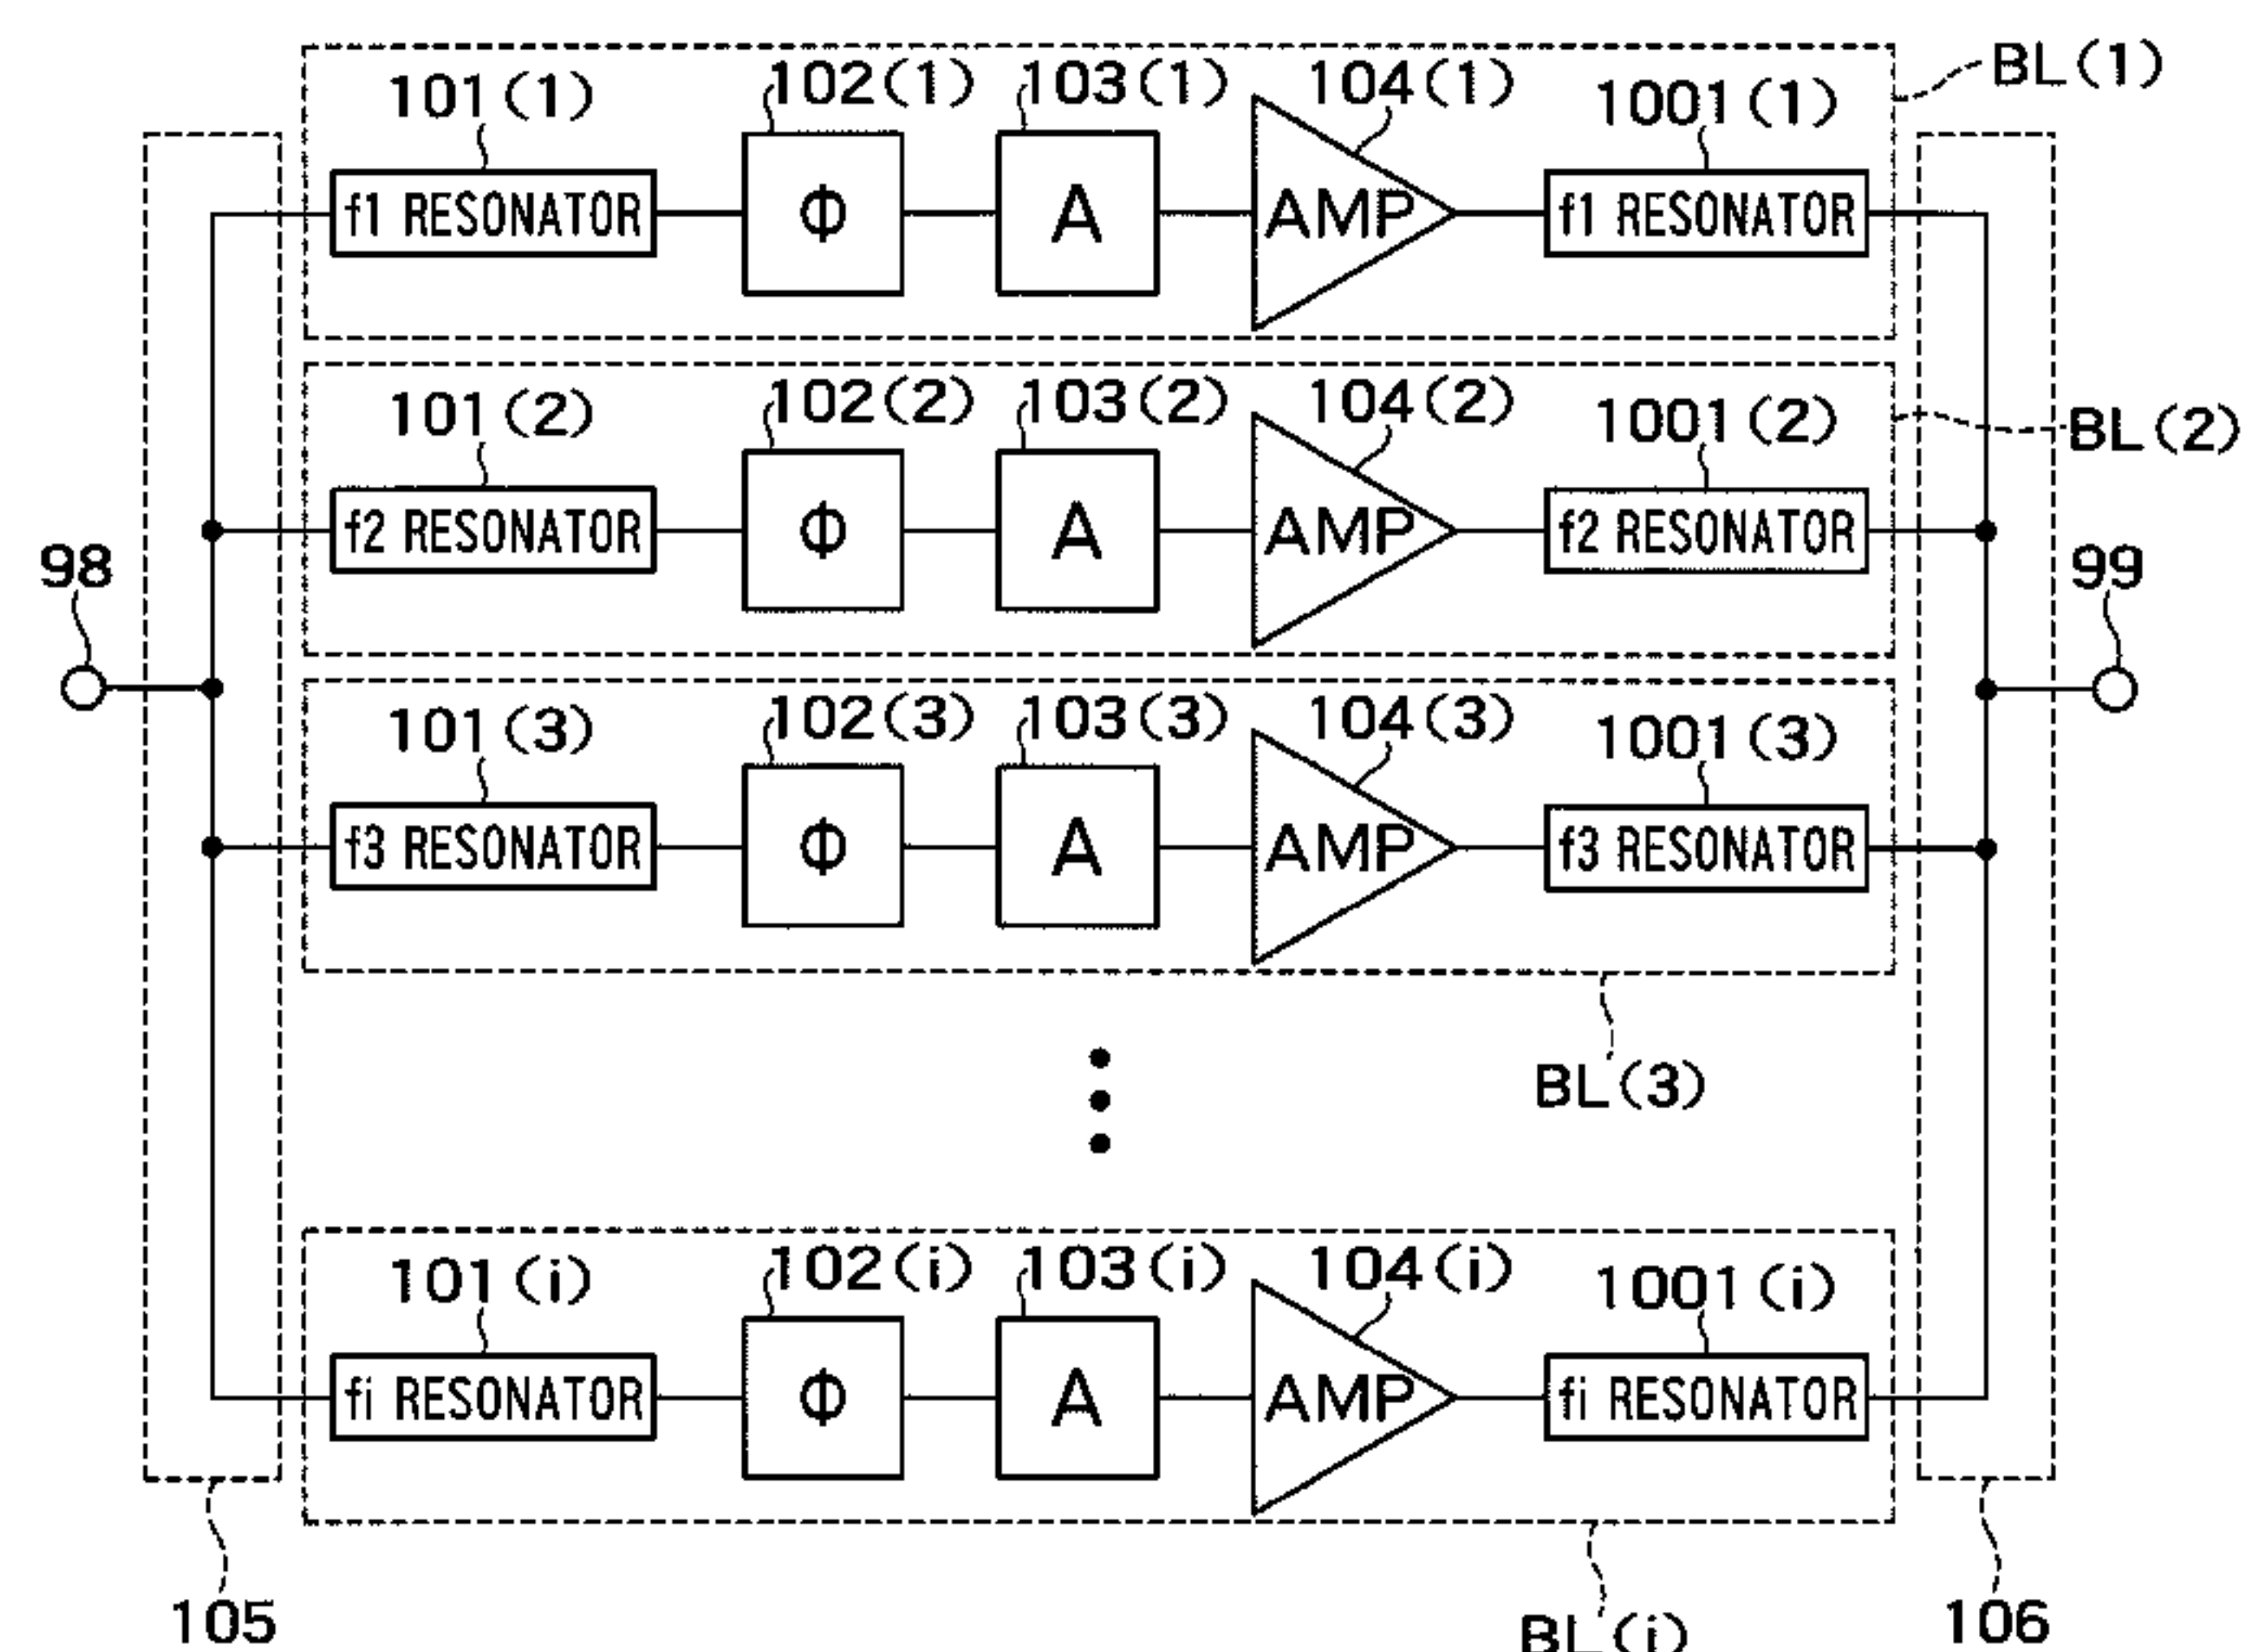 BL(1)
101(1) 102(1) 103(1) 104(1) 1001(1)
f1 RESONATOR Φ A AMP f1 RESONATOR
101(2) 102(2) 103(2) 104(2) 1001(2) BL(2)
f2 RESONATOR Φ A AMP f2 RESONATOR
98 99
101(3) 102(3) 103(3) 104(3) 1001(3)
f3 RESONATOR Φ A AMP f3 RESONATOR
BL(3)
101(i) 102(i) 103(i) 104(i) 1001(i)
fi RESONATOR Φ A AMP fi RESONATOR
105 BL(i) 106